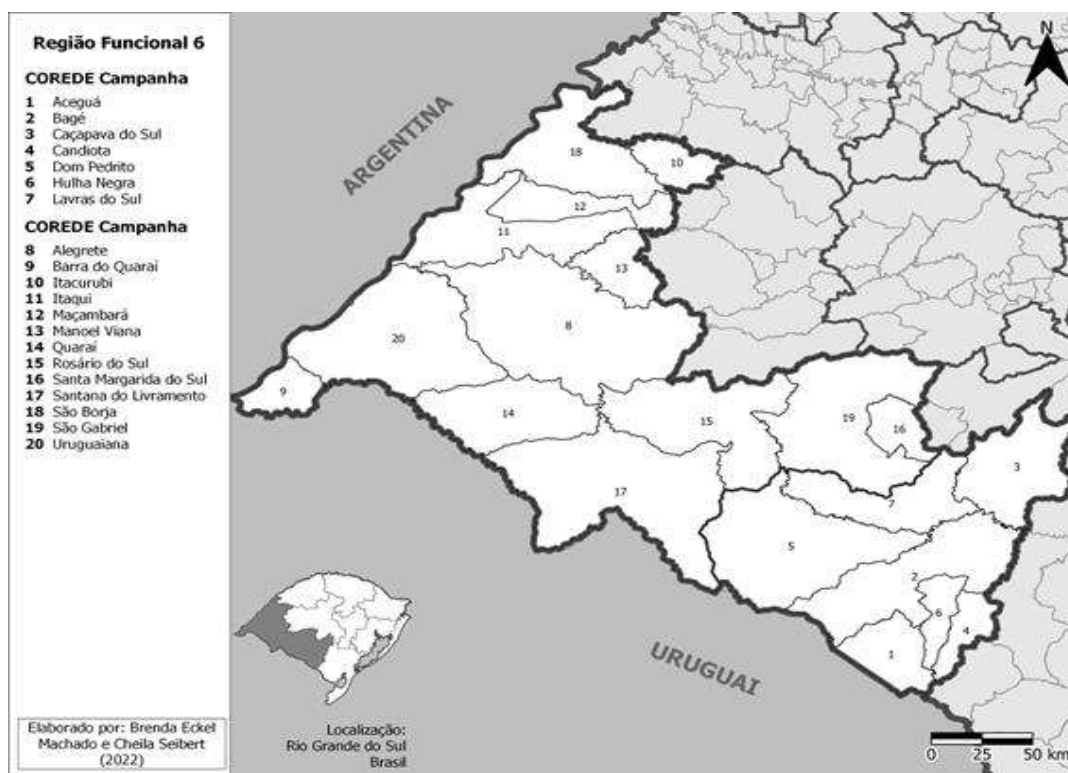 Região Funcional 6
COREDE Campanha
1 Aceguá
2 Bagé
3 Caçapava do Sul
4 Candiota
5 Dom Pedrito
6 Hulha Negra
7 Lavras do Sul
COREDE Campanha
8 Alegrete
9 Barra do Quaraí
10 Itacurubi
11 Itaqui
12 Maçambará
13 Manoel Viana
14 Quaraí
15 Rosário do Sul
16 Santa Margarida do Sul
17 Santana do Livramento
18 São Borja
19 São Gabriel
20 Uruguaiana
Elaborado por: Brenda Eckel
Machado e Cheila Seibert
(2022)
N
ARGENTINA
18
10
12
11
13
8
20
9
14
15
19
16
3
17
7
5
2
6
4
1
URUGUAI
Localização:
Rio Grande do Sul
Brasil
0 25 50 km